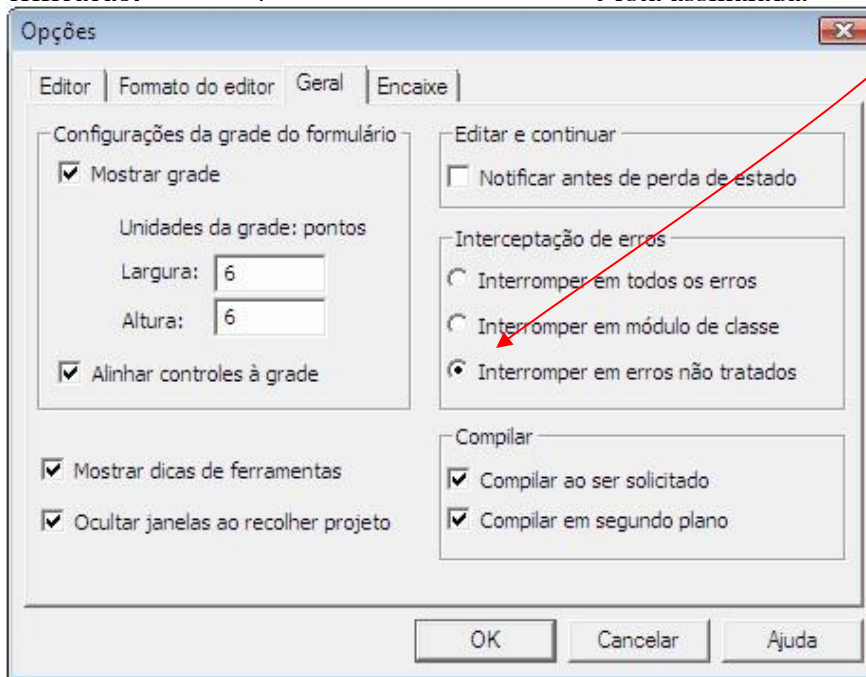 Opções
Editor Formato do editor Geral Encaixe
Configurações da grade do formulário
Mostrar grade
Unidades da grade: pontos
Largura: 6
Altura: 6
Alinhar controles à grade
Mostrar dicas de ferramentas
Ocultar janelas ao recolher projeto
Editar e continuar
Notificar antes de perda de estado
Interceptação de erros
Interromper em todos os erros
Interromper em módulo de classe
Interromper em erros não tratados
Compilar
Compilar ao ser solicitado
Compilar em segundo plano
OK Cancelar Ajuda